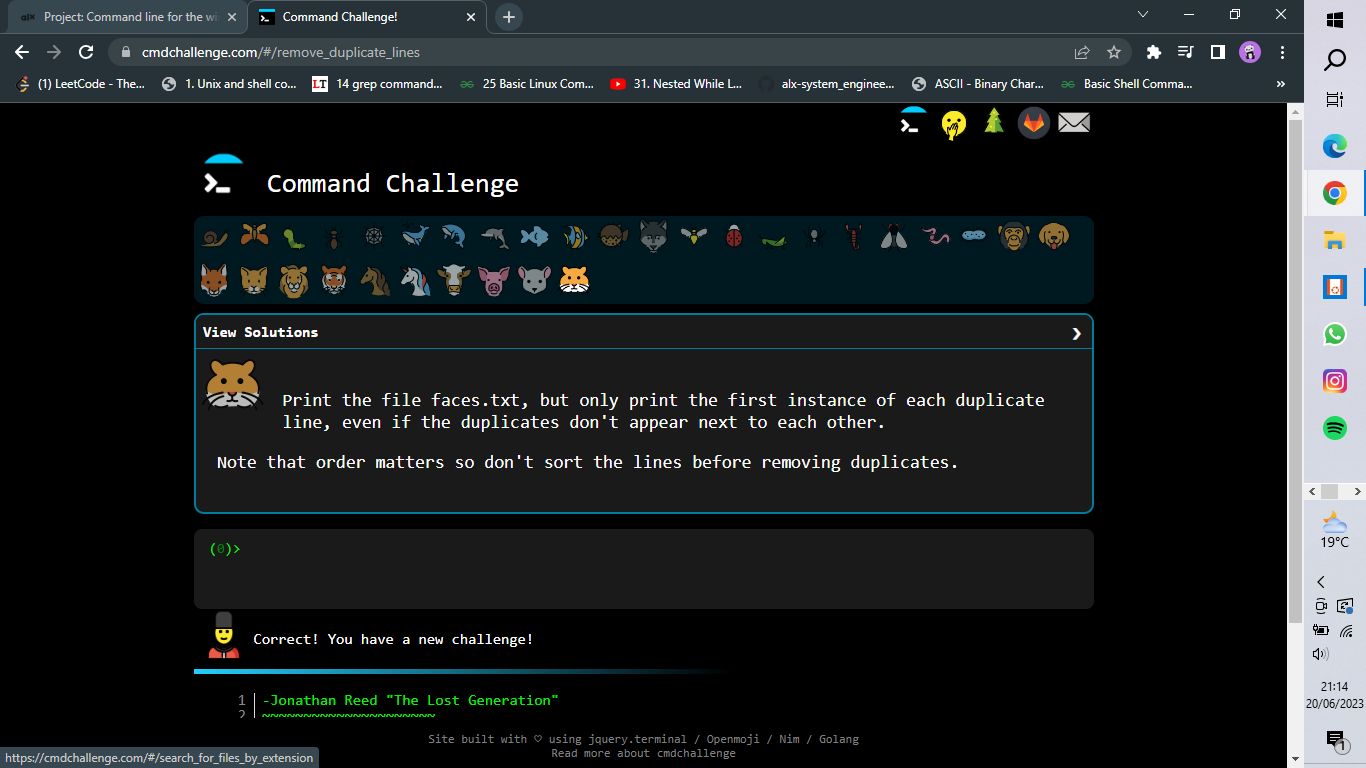 alx Project: Command line for the wi
Command Challenge!
cmdchallenge.com/#/remove_duplicate_lines
(1) LeetCode - The...
1. Unix and shell co...
LT 14 grep command...
25 Basic Linux Com...
31. Nested While L...
alx-system_enginee...
ASCII - Binary Char...
Basic Shell Comma...
»
Command Challenge
View Solutions
Print the file faces.txt, but only print the first instance of each duplicate
line, even if the duplicates don't appear next to each other.
Note that order matters so don't sort the lines before removing duplicates.
(0)>
Correct! You have a new challenge!
1 -Jonathan Reed "The Lost Generation"
2 ~~~~~~~~~~~~~~~~~~~~~
Site built with ♡ using jquery.terminal / Openmoji / Nim / Golang
Read more about cmdchallenge
https://cmdchallenge.com/#/search_for_files_by_extension
19°C
21:14
20/06/2023
1